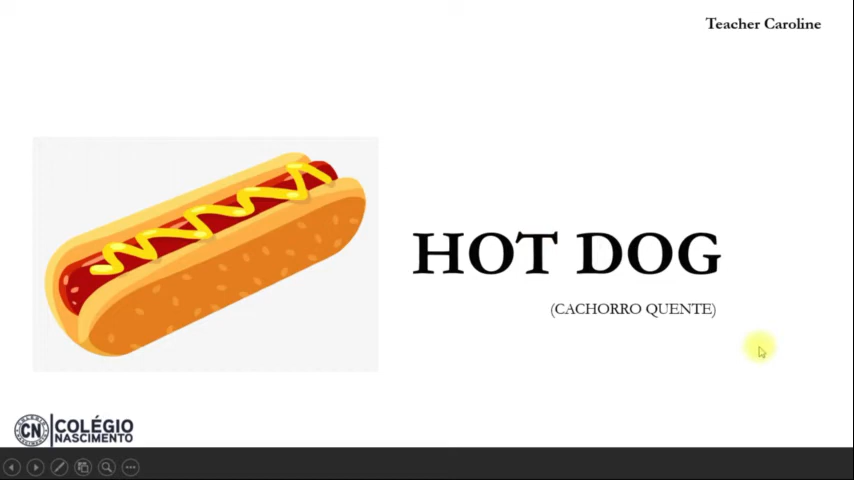 Teacher Caroline
HOT DOG
(CACHORRO QUENTE)
CN
COLÉGIO
NASCIMENTO